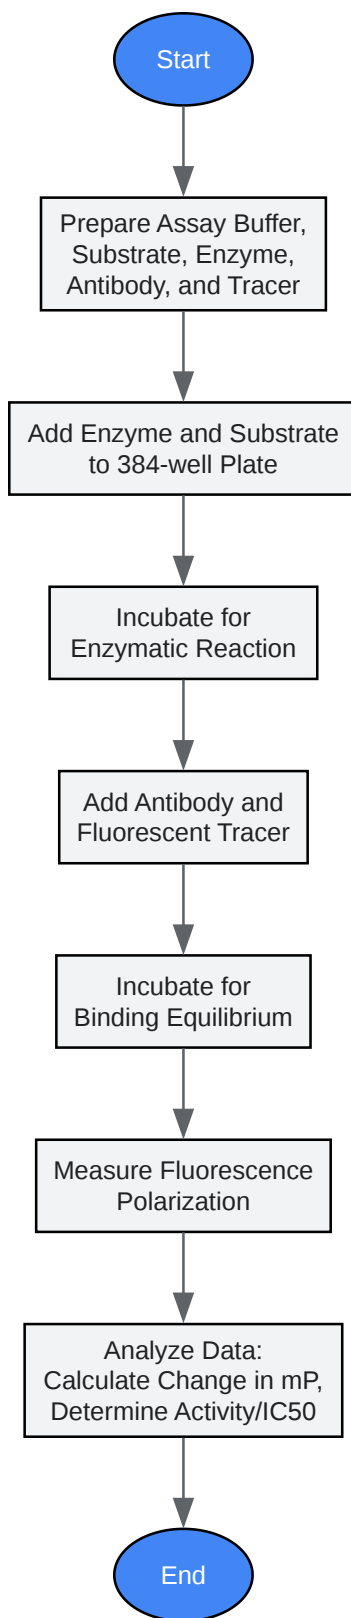 Start
Prepare Assay Buffer,
Substrate, Enzyme,
Antibody, and Tracer
Add Enzyme and Substrate
to 384-well Plate
Incubate for
Enzymatic Reaction
Add Antibody and
Fluorescent Tracer
Incubate for
Binding Equilibrium
Measure Fluorescence
Polarization
Analyze Data:
Calculate Change in mP,
Determine Activity/IC50
End